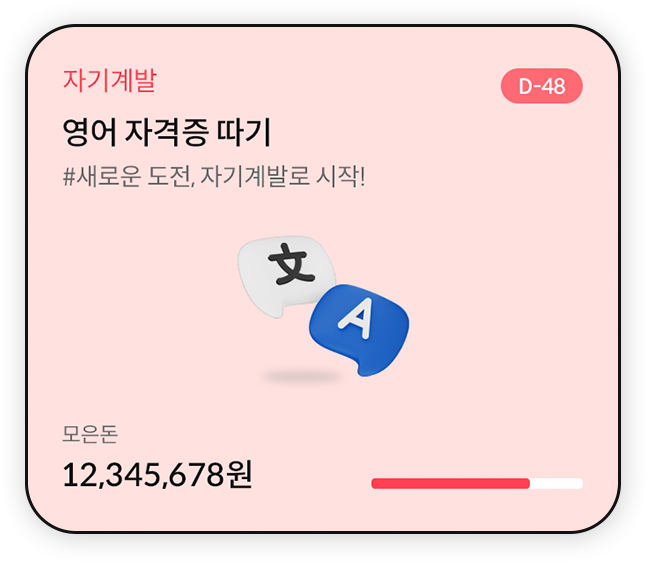 자기계발
D-48
영어 자격증 따기
#새로운 도전, 자기계발로 시작!
文
A
모은돈
12,345,678원